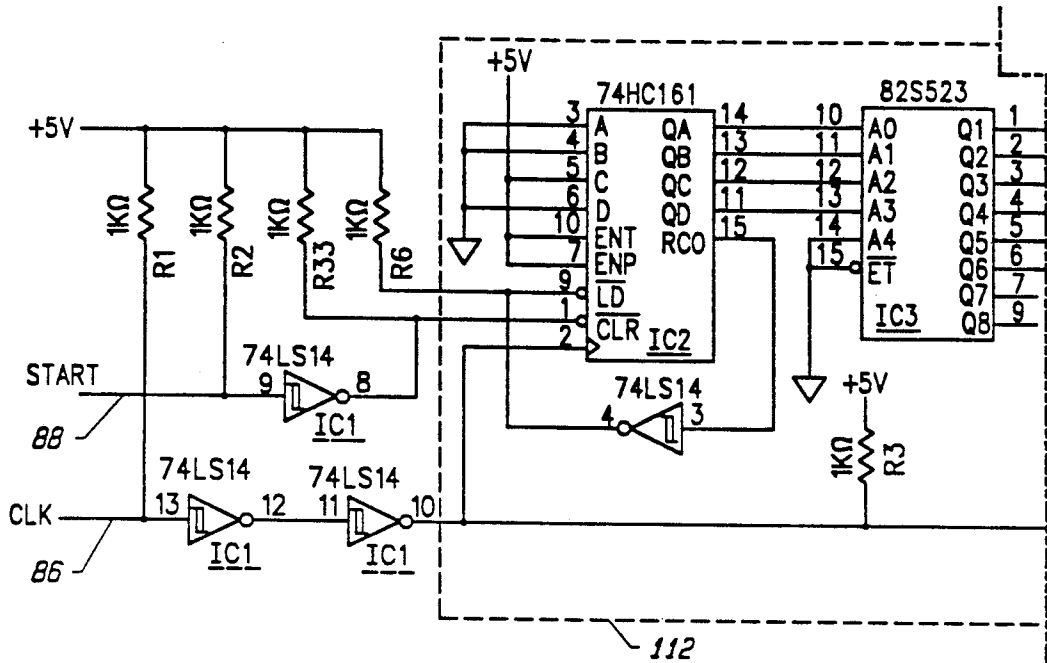 +5V
74HC161
82S523
+5V
1KΩ
R1
1KΩ
R2
1KΩ
R33
1KΩ
R6
3 A
4 B
5 C
6 D
10 ENT
7 ENP
9 LD
1 CLR
2
QA 14
QB 13
QC 12
QD 11
RCO 15
IC2
10 A0
11 A1
12 A2
13 A3
14 A4
15 ET
Q1 1
Q2 2
Q3 3
Q4 4
Q5 5
Q6 6
Q7 7
Q8 9
IC3
START
88
74LS14
9 8
IC1
74LS14
4 3
+5V
1KΩ
R3
CLK
86
74LS14
13 12
IC1
74LS14
11 10
IC1
112